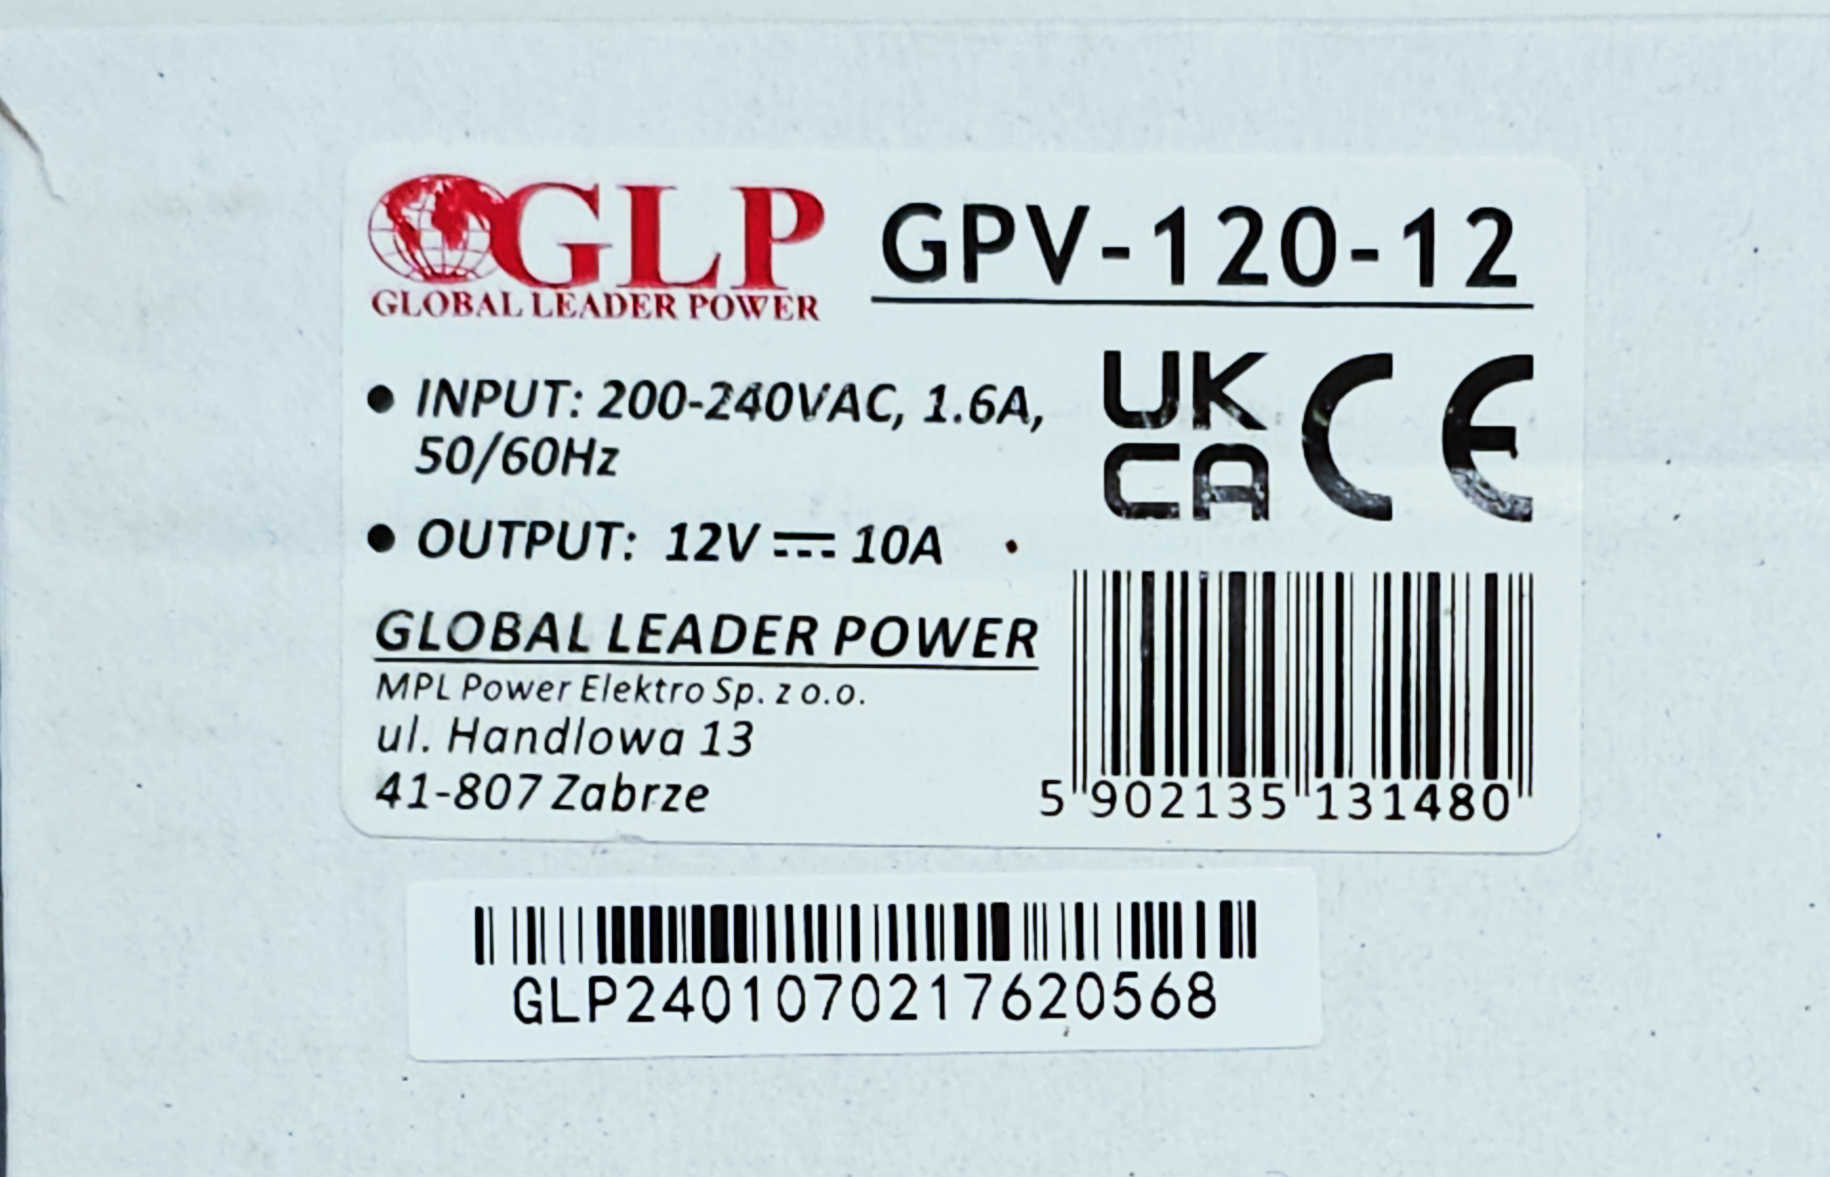 GLP
GLOBAL LEADER POWER
GPV-120-12
• INPUT: 200-240VAC, 1.6A,
50/60Hz
• OUTPUT: 12V ⎓ 10A
UK
CA
CE
GLOBAL LEADER POWER
MPL Power Elektro Sp. z o.o.
ul. Handlowa 13
41-807 Zabrze
5 902135 131480
GLP2401070217620568